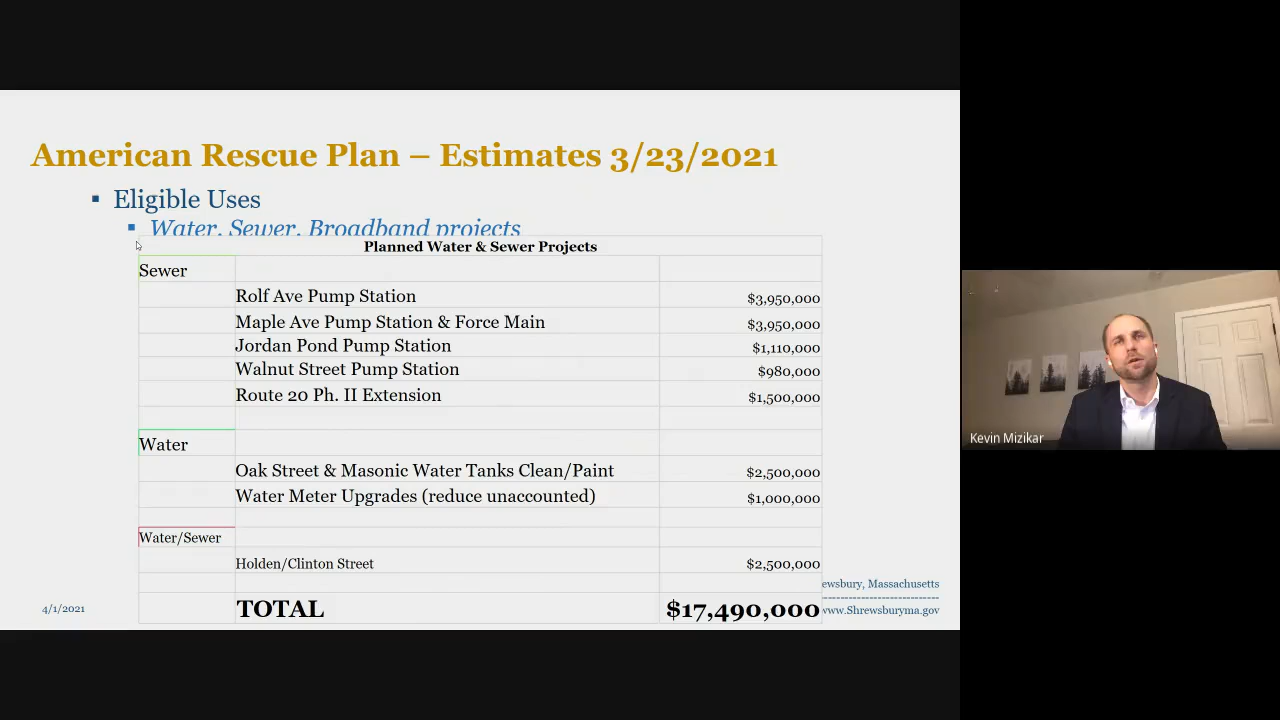 American Rescue Plan – Estimates 3/23/2021
▪ Eligible Uses
▪ Water, Sewer, Broadband projects
Planned Water & Sewer Projects
Sewer
Rolf Ave Pump Station $3,950,000
Maple Ave Pump Station & Force Main $3,950,000
Jordan Pond Pump Station $1,110,000
Walnut Street Pump Station $980,000
Route 20 Ph. II Extension $1,500,000
Water
Oak Street & Masonic Water Tanks Clean/Paint $2,500,000
Water Meter Upgrades (reduce unaccounted) $1,000,000
Water/Sewer
Holden/Clinton Street $2,500,000
TOTAL $17,490,000
4/1/2021
ewsbury, Massachusetts
www.Shrewsburyma.gov
Kevin Mizikar